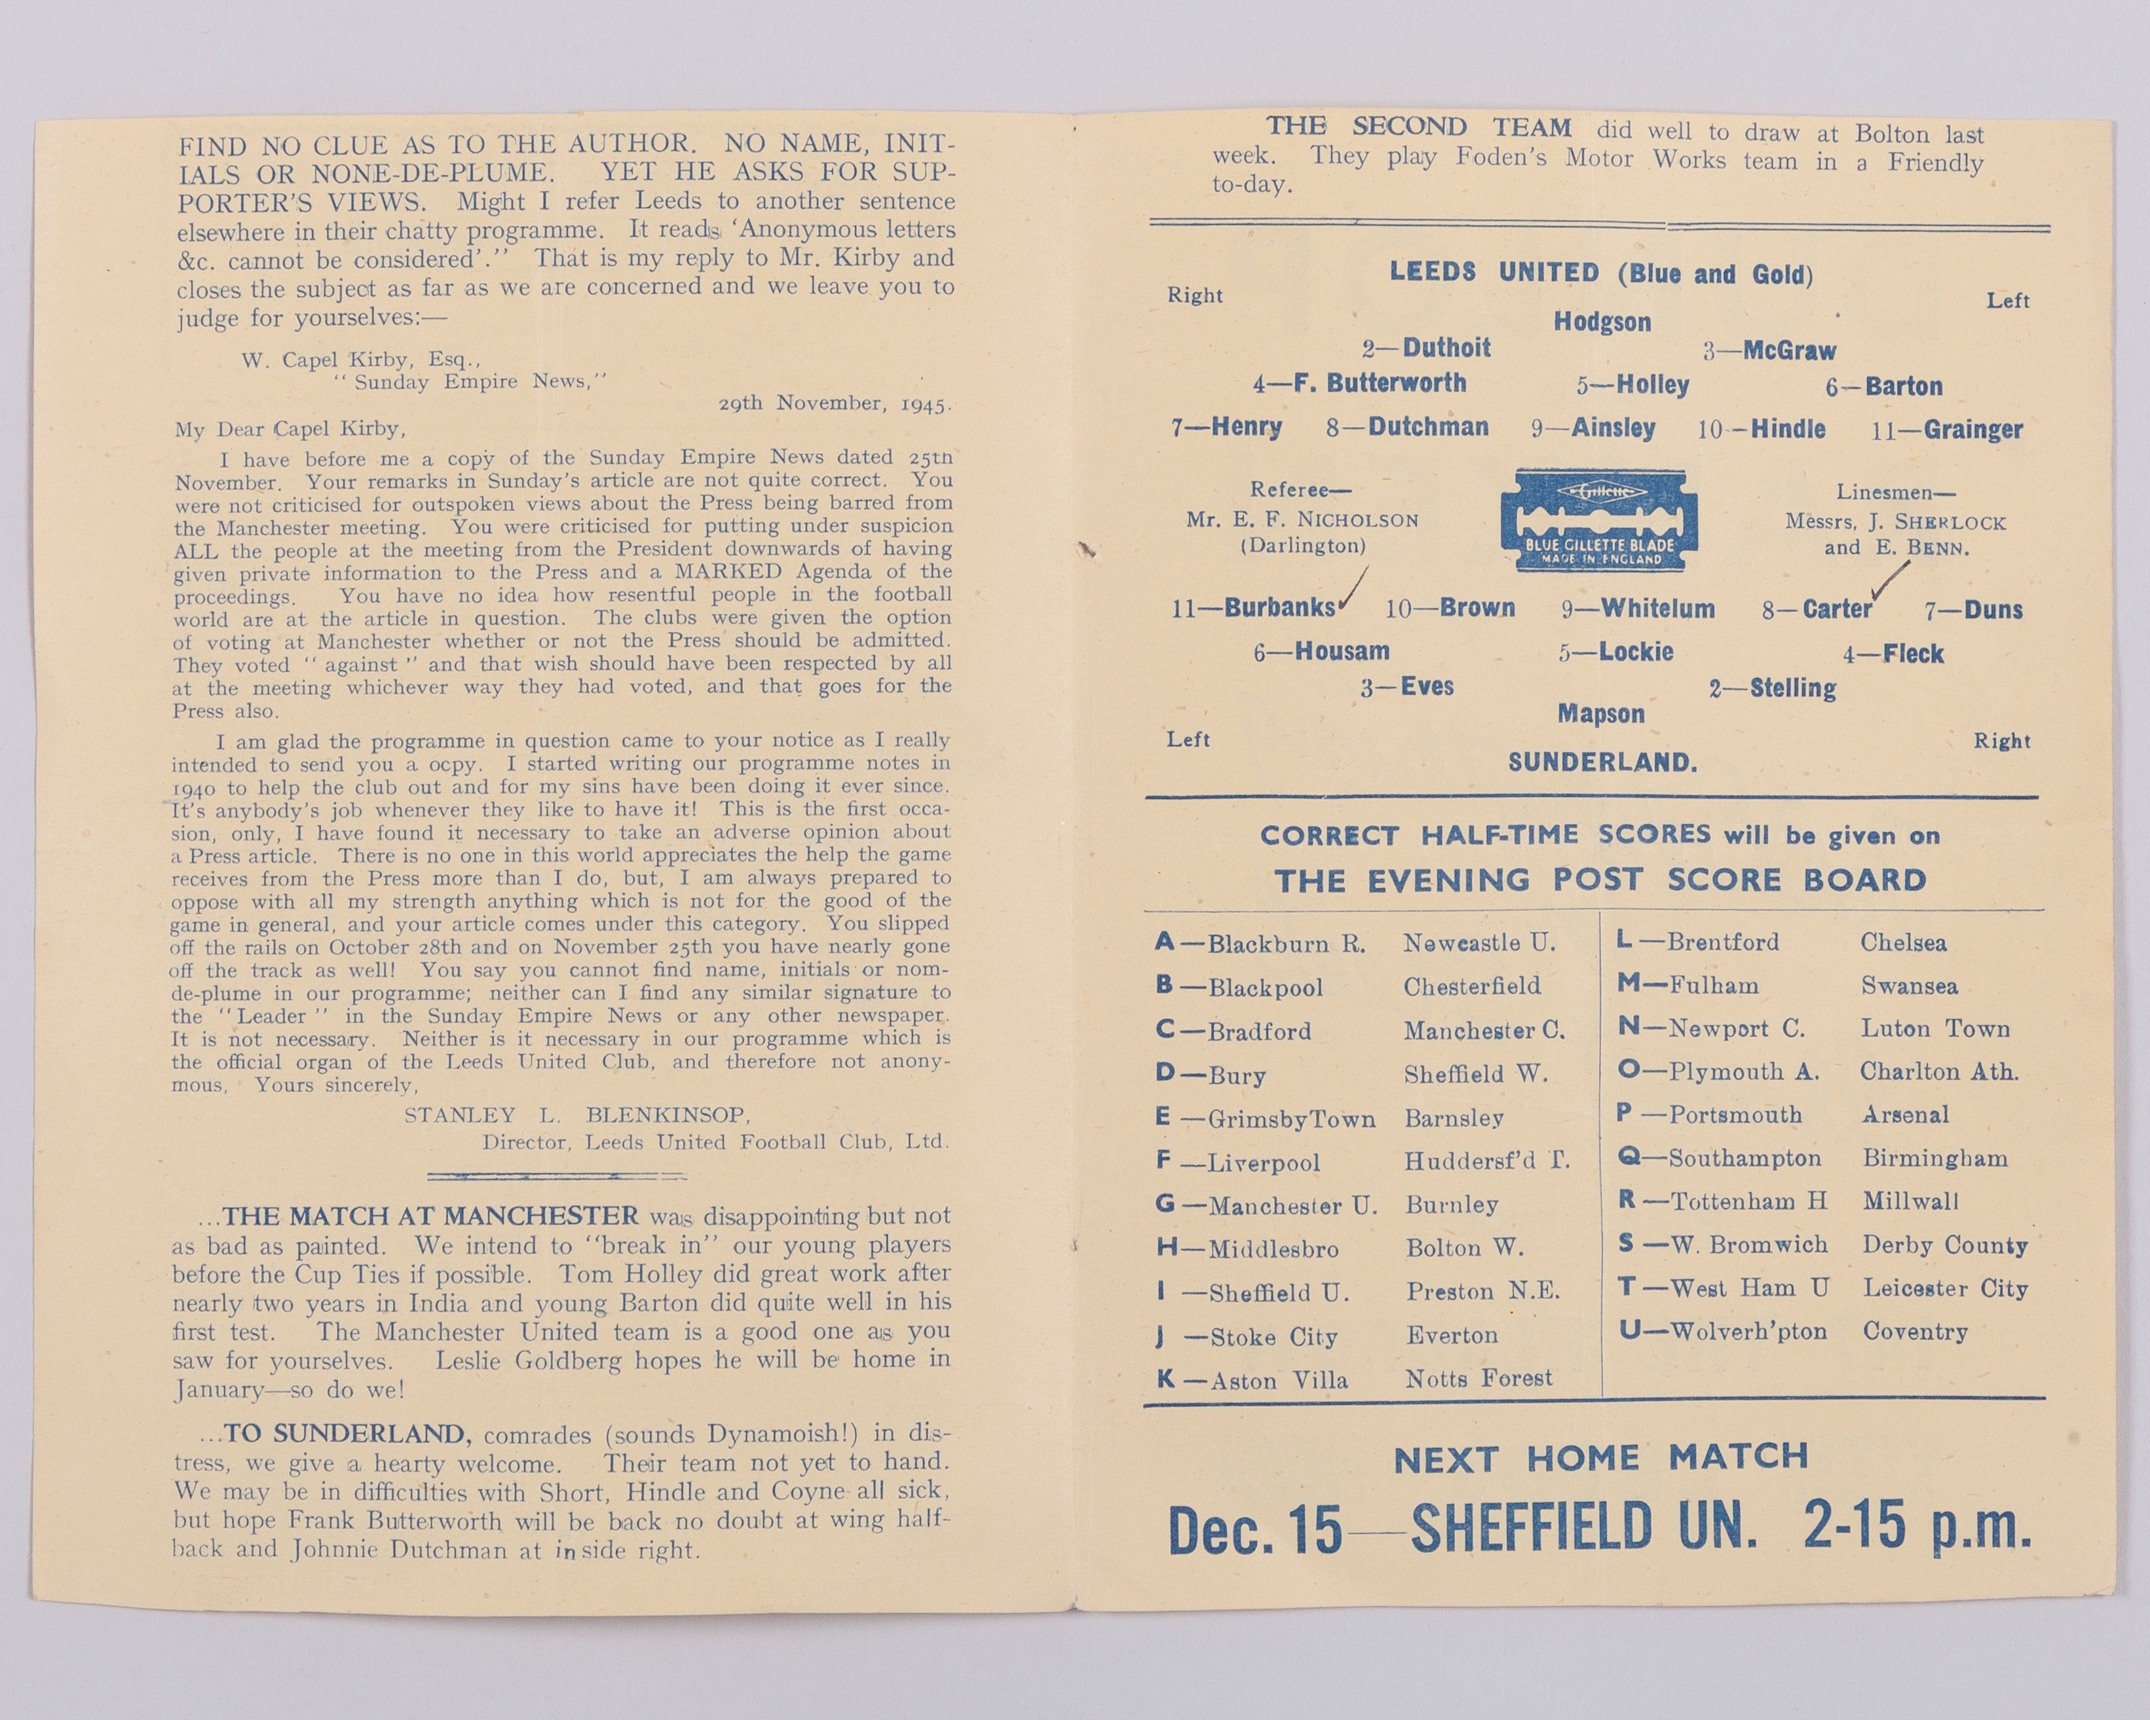 FIND NO CLUE AS TO THE AUTHOR. NO NAME, INIT-
IALS OR NONE-DE-PLUME. YET HE ASKS FOR SUP-
PORTER'S VIEWS. Might I refer Leeds to another sentence
elsewhere in their chatty programme. It reads 'Anonymous letters
&c. cannot be considered'." That is my reply to Mr. Kirby and
closes the subject as far as we are concerned and we leave you to
judge for yourselves:—
W. Capel Kirby, Esq.,
"Sunday Empire News,"
29th November, 1945.
My Dear Capel Kirby,
I have before me a copy of the Sunday Empire News dated 25tn
November. Your remarks in Sunday's article are not quite correct. You
were not criticised for outspoken views about the Press being barred from
the Manchester meeting. You were criticised for putting under suspicion
ALL the people at the meeting from the President downwards of having
given private information to the Press and a MARKED Agenda of the
proceedings. You have no idea how resentful people in the football
world are at the article in question. The clubs were given the option
of voting at Manchester whether or not the Press should be admitted.
They voted "against" and that wish should have been respected by all
at the meeting whichever way they had voted, and that goes for the
Press also.
I am glad the programme in question came to your notice as I really
intended to send you a ocpy. I started writing our programme notes in
1940 to help the club out and for my sins have been doing it ever since.
It's anybody's job whenever they like to have it! This is the first occa-
sion, only, I have found it necessary to take an adverse opinion about
a Press article. There is no one in this world appreciates the help the game
receives from the Press more than I do, but, I am always prepared to
oppose with all my strength anything which is not for the good of the
game in general, and your article comes under this category. You slipped
off the rails on October 28th and on November 25th you have nearly gone
off the track as well! You say you cannot find name, initials or nom-
de-plume in our programme; neither can I find any similar signature to
the "Leader" in the Sunday Empire News or any other newspaper.
It is not necessary. Neither is it necessary in our programme which is
the official organ of the Leeds United Club, and therefore not anony-
mous, Yours sincerely,
STANLEY L. BLENKINSOP,
Director, Leeds United Football Club, Ltd.
...THE MATCH AT MANCHESTER was disappointing but not
as bad as painted. We intend to "break in" our young players
before the Cup Ties if possible. Tom Holley did great work after
nearly two years in India and young Barton did quite well in his
first test. The Manchester United team is a good one as you
saw for yourselves. Leslie Goldberg hopes he will be home in
January—so do we!
...TO SUNDERLAND, comrades (sounds Dynamoish!) in dis-
tress, we give a hearty welcome. Their team not yet to hand.
We may be in difficulties with Short, Hindle and Coyne all sick,
but hope Frank Butterworth will be back no doubt at wing half-
back and Johnnie Dutchman at inside right.
THE SECOND TEAM did well to draw at Bolton last
week. They play Foden's Motor Works team in a Friendly
to-day.
LEEDS UNITED (Blue and Gold)
Right Left
Hodgson
2—Duthoit 3—McGraw
4—F. Butterworth 5—Holley 6—Barton
7—Henry 8—Dutchman 9—Ainsley 10—Hindle 11—Grainger
Referee—
Mr. E. F. NICHOLSON
(Darlington)
Gillette
BLUE GILLETTE BLADE
MADE IN ENGLAND
Linesmen—
Messrs, J. SHERLOCK
and E. BENN.
11—Burbanks 10—Brown 9—Whitelum 8—Carter 7—Duns
6—Housam 5—Lockie 4—Fleck
3—Eves 2—Stelling
Mapson
Left Right
SUNDERLAND.
CORRECT HALF-TIME SCORES will be given on
THE EVENING POST SCORE BOARD
A—Blackburn R. Newcastle U.
B—Blackpool Chesterfield
C—Bradford Manchester C.
D—Bury Sheffield W.
E—GrimsbyTown Barnsley
F—Liverpool Huddersf'd T.
G—Manchester U. Burnley
H—Middlesbro Bolton W.
I—Sheffield U. Preston N.E.
J—Stoke City Everton
K—Aston Villa Notts Forest
L—Brentford Chelsea
M—Fulham Swansea
N—Newport C. Luton Town
O—Plymouth A. Charlton Ath.
P—Portsmouth Arsenal
Q—Southampton Birmingham
R—Tottenham H Millwall
S—W. Bromwich Derby County
T—West Ham U Leicester City
U—Wolverh'pton Coventry
NEXT HOME MATCH
Dec. 15—SHEFFIELD UN. 2-15 p.m.